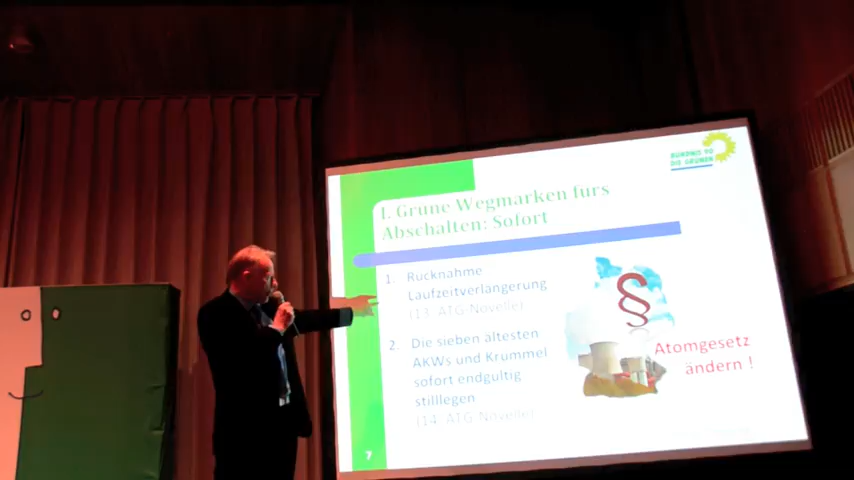 BÜNDNIS 90
DIE GRÜNEN
1. Grüne Wegmarken fürs
Abschalten: Sofort
1. Rücknahme
Laufzeitverlängerung
(13. ATG-Novelle)
2. Die sieben ältesten
AKWs und Krümmel
sofort endgültig
stilllegen
(14. ATG-Novelle)
§
Atomgesetz
ändern !
7